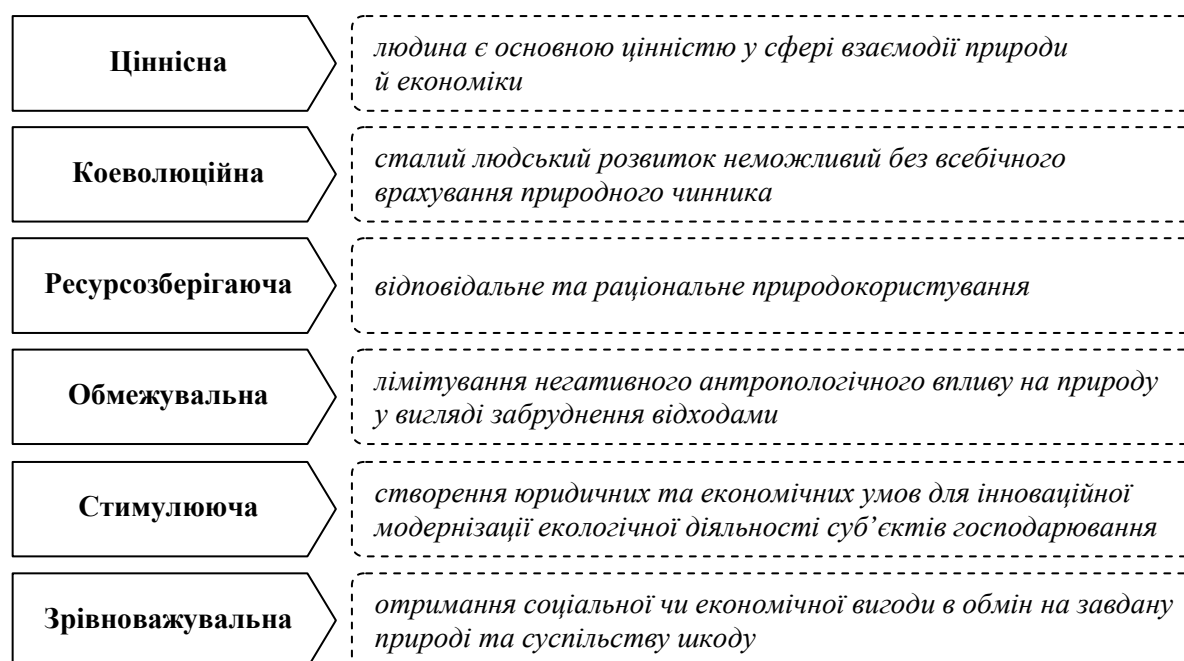 Ціннісна
людина є основною цінністю у сфері взаємодії природи
й економіки
Коеволюційна
сталий людський розвиток неможливий без всебічного
врахування природного чинника
Ресурсозберігаюча
відповідальне та раціональне природокористування
Обмежувальна
лімітування негативного антропологічного впливу на природу
у вигляді забруднення відходами
Стимулююча
створення юридичних та економічних умов для інноваційної
модернізації екологічної діяльності суб’єктів господарювання
Зрівноважувальна
отримання соціальної чи економічної вигоди в обмін на завдану
природі та суспільству шкоду